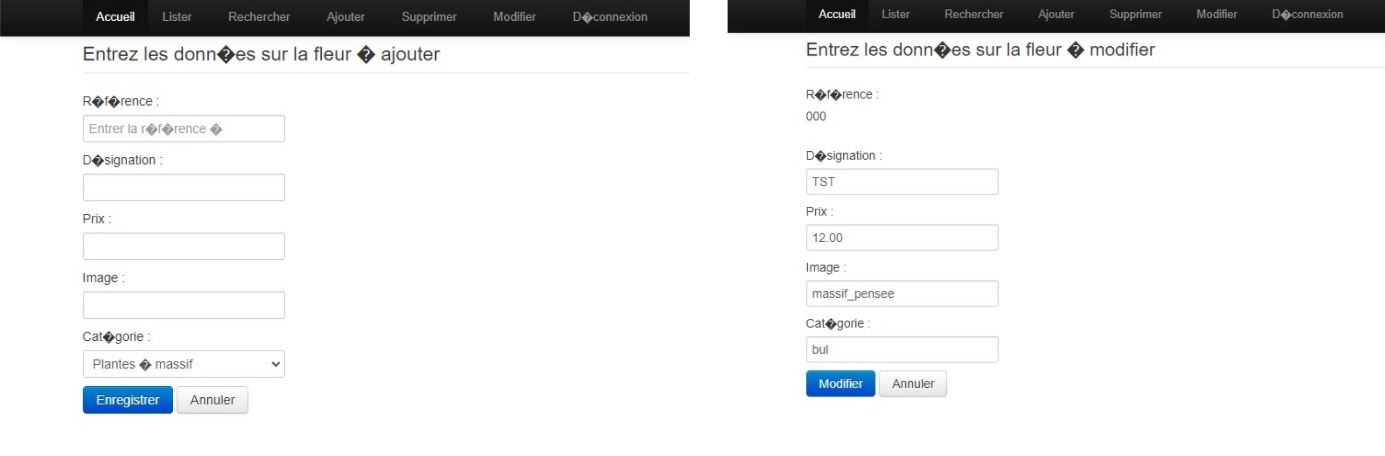 Accueil Lister Rechercher Ajouter Supprimer Modifier D�connexion
Entrez les donn�es sur la fleur � ajouter
R�f�rence :
Entrer la r�f�rence �
D�signation :
Prix :
Image :
Cat�gorie :
Plantes � massif
Enregistrer Annuler
Accueil Lister Rechercher Ajouter Supprimer Modifier D�connexion
Entrez les donn�es sur la fleur � modifier
R�f�rence :
000
D�signation :
TST
Prix :
12.00
Image :
massif_pensee
Cat�gorie :
bul
Modifier Annuler